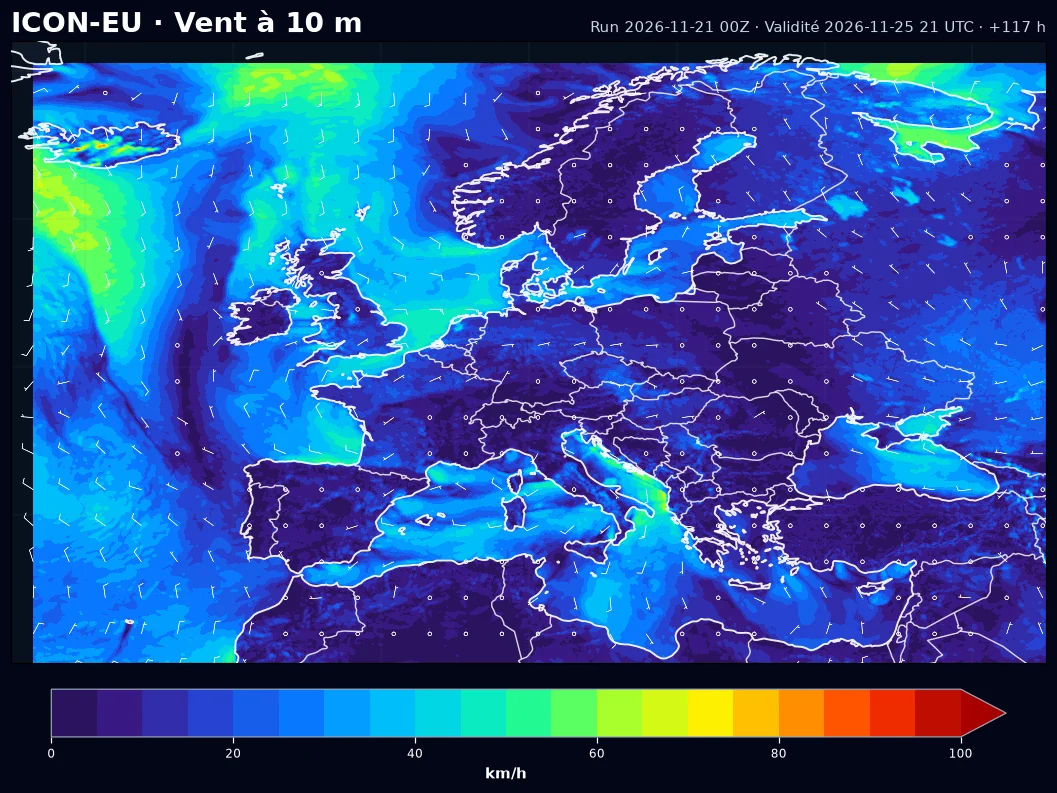 ICON-EU · Vent à 10 m
Run 2026-11-21 00Z · Validité 2026-11-25 21 UTC · +117 h
0 20 40 60 80 100
km/h